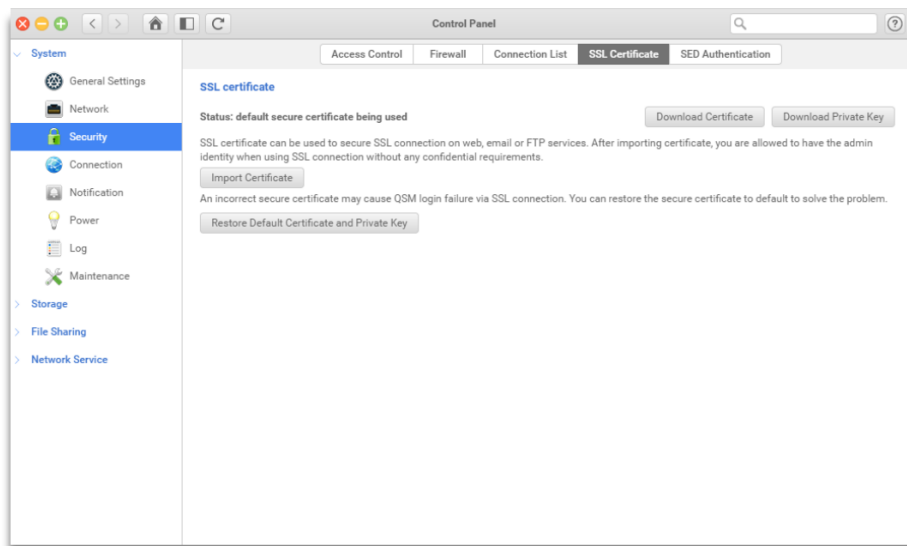 Control Panel
System
General Settings
Network
Security
Connection
Notification
Power
Log
Maintenance
Storage
File Sharing
Network Service
Access Control
Firewall
Connection List
SSL Certificate
SED Authentication
SSL certificate
Status: default secure certificate being used
Download Certificate
Download Private Key
SSL certificate can be used to secure SSL connection on web, email or FTP services. After importing certificate, you are allowed to have the admin
identity when using SSL connection without any confidential requirements.
Import Certificate
An incorrect secure certificate may cause QSM login failure via SSL connection. You can restore the secure certificate to default to solve the problem.
Restore Default Certificate and Private Key